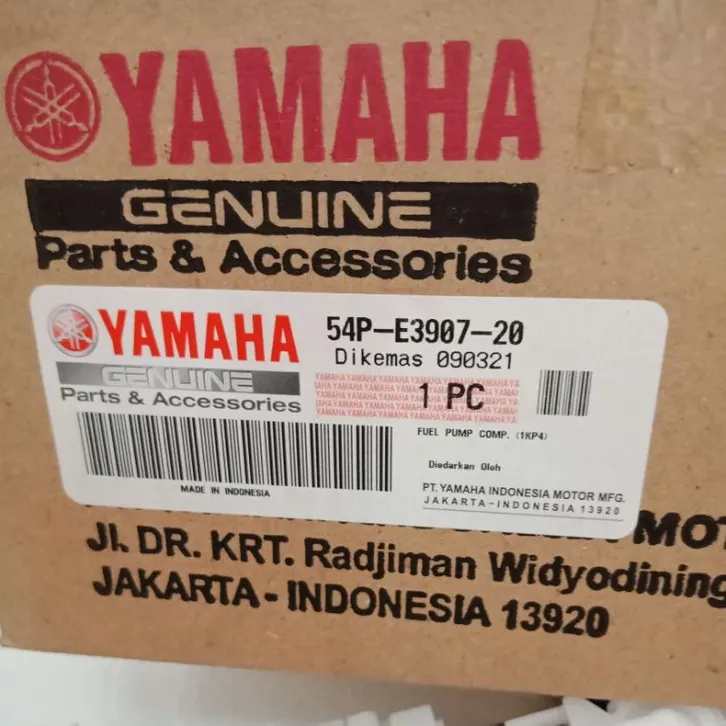 YAMAHA
GENUINE
Parts & Accessories
YAMAHA
GENUINE
Parts & Accessories
54P-E3907-20
Dikemas 090321
1 PC
FUEL PUMP COMP. (1KP4)
Diedarkan Oleh
PT. YAMAHA INDONESIA MOTOR MFG.
JAKARTA-INDONESIA 13920
MADE IN INDONESIA
Jl. DR. KRT. Radjiman Widyodining
JAKARTA - INDONESIA 13920